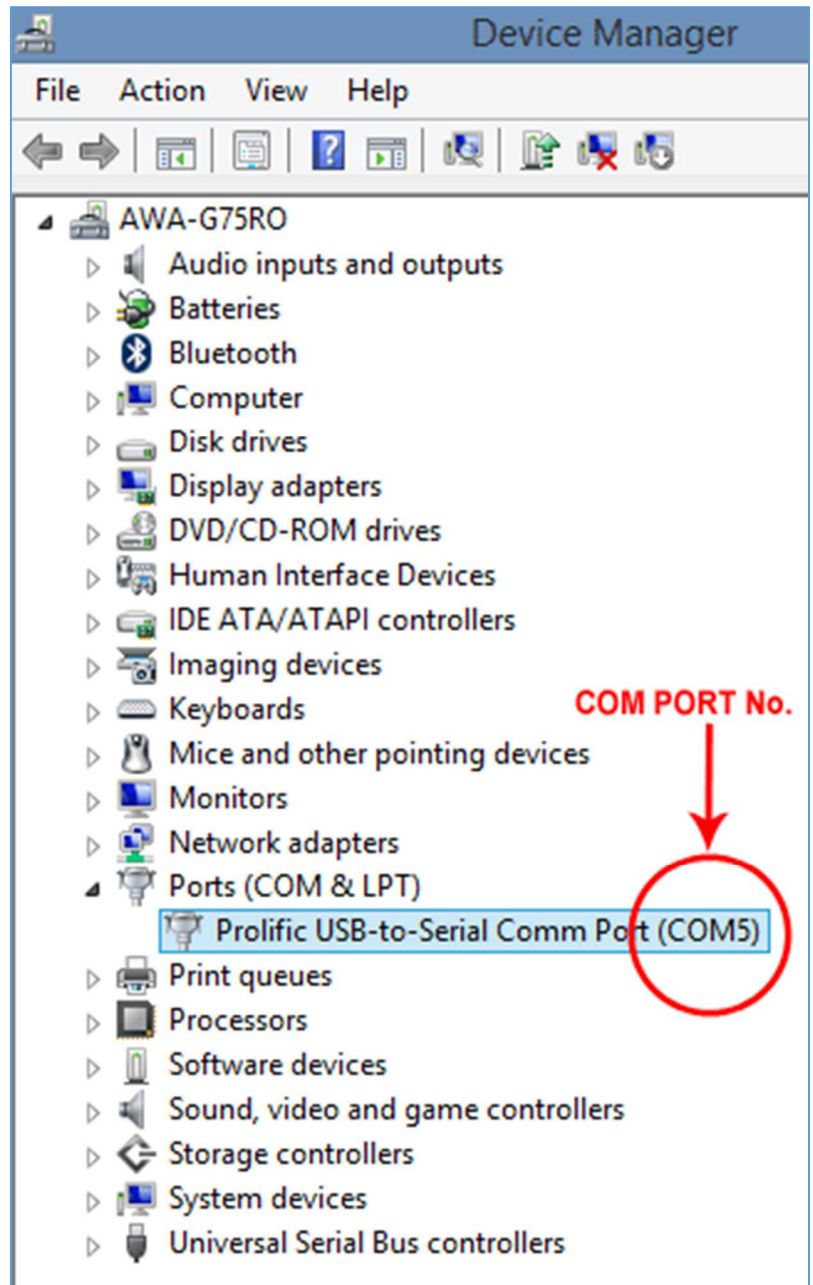 Device Manager
File Action View Help
AWA-G75RO
Audio inputs and outputs
Batteries
Bluetooth
Computer
Disk drives
Display adapters
DVD/CD-ROM drives
Human Interface Devices
IDE ATA/ATAPI controllers
Imaging devices
Keyboards
COM PORT No.
Mice and other pointing devices
Monitors
Network adapters
Ports (COM & LPT)
Prolific USB-to-Serial Comm Port (COM5)
Print queues
Processors
Software devices
Sound, video and game controllers
Storage controllers
System devices
Universal Serial Bus controllers